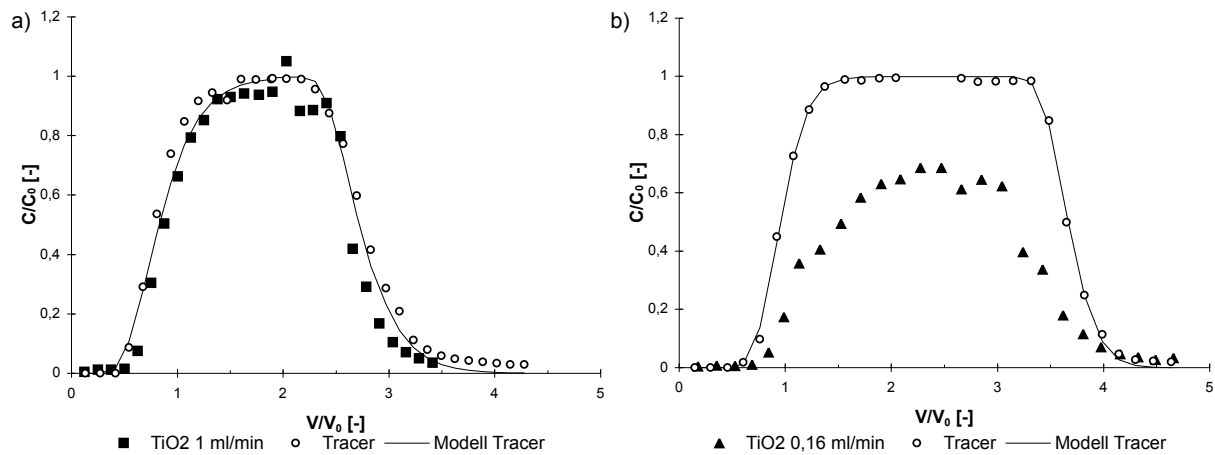 a)
1,2
1
0,8
0,6
0,4
0,2
0
C/C₀ [-]
0 1 2 3 4 5
V/V₀ [-]
TiO2 1 ml/min Tracer Modell Tracer
b)
1,2
1
0,8
0,6
0,4
0,2
0
C/C₀ [-]
0 1 2 3 4 5
V/V₀ [-]
TiO2 0,16 ml/min Tracer Modell Tracer